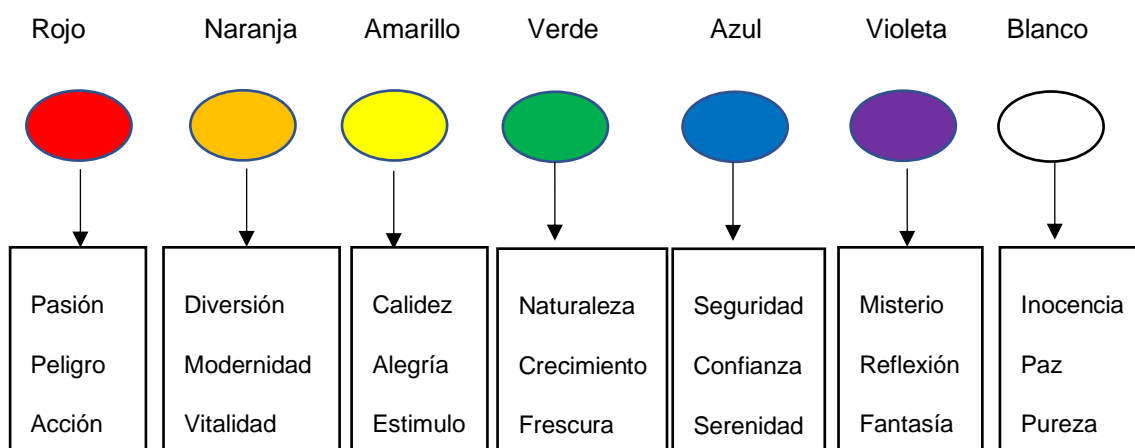 Rojo Naranja Amarillo Verde Azul Violeta Blanco
Pasión Diversión Calidez Naturaleza Seguridad Misterio Inocencia
Peligro Modernidad Alegría Crecimiento Confianza Reflexión Paz
Acción Vitalidad Estimulo Frescura Serenidad Fantasía Pureza